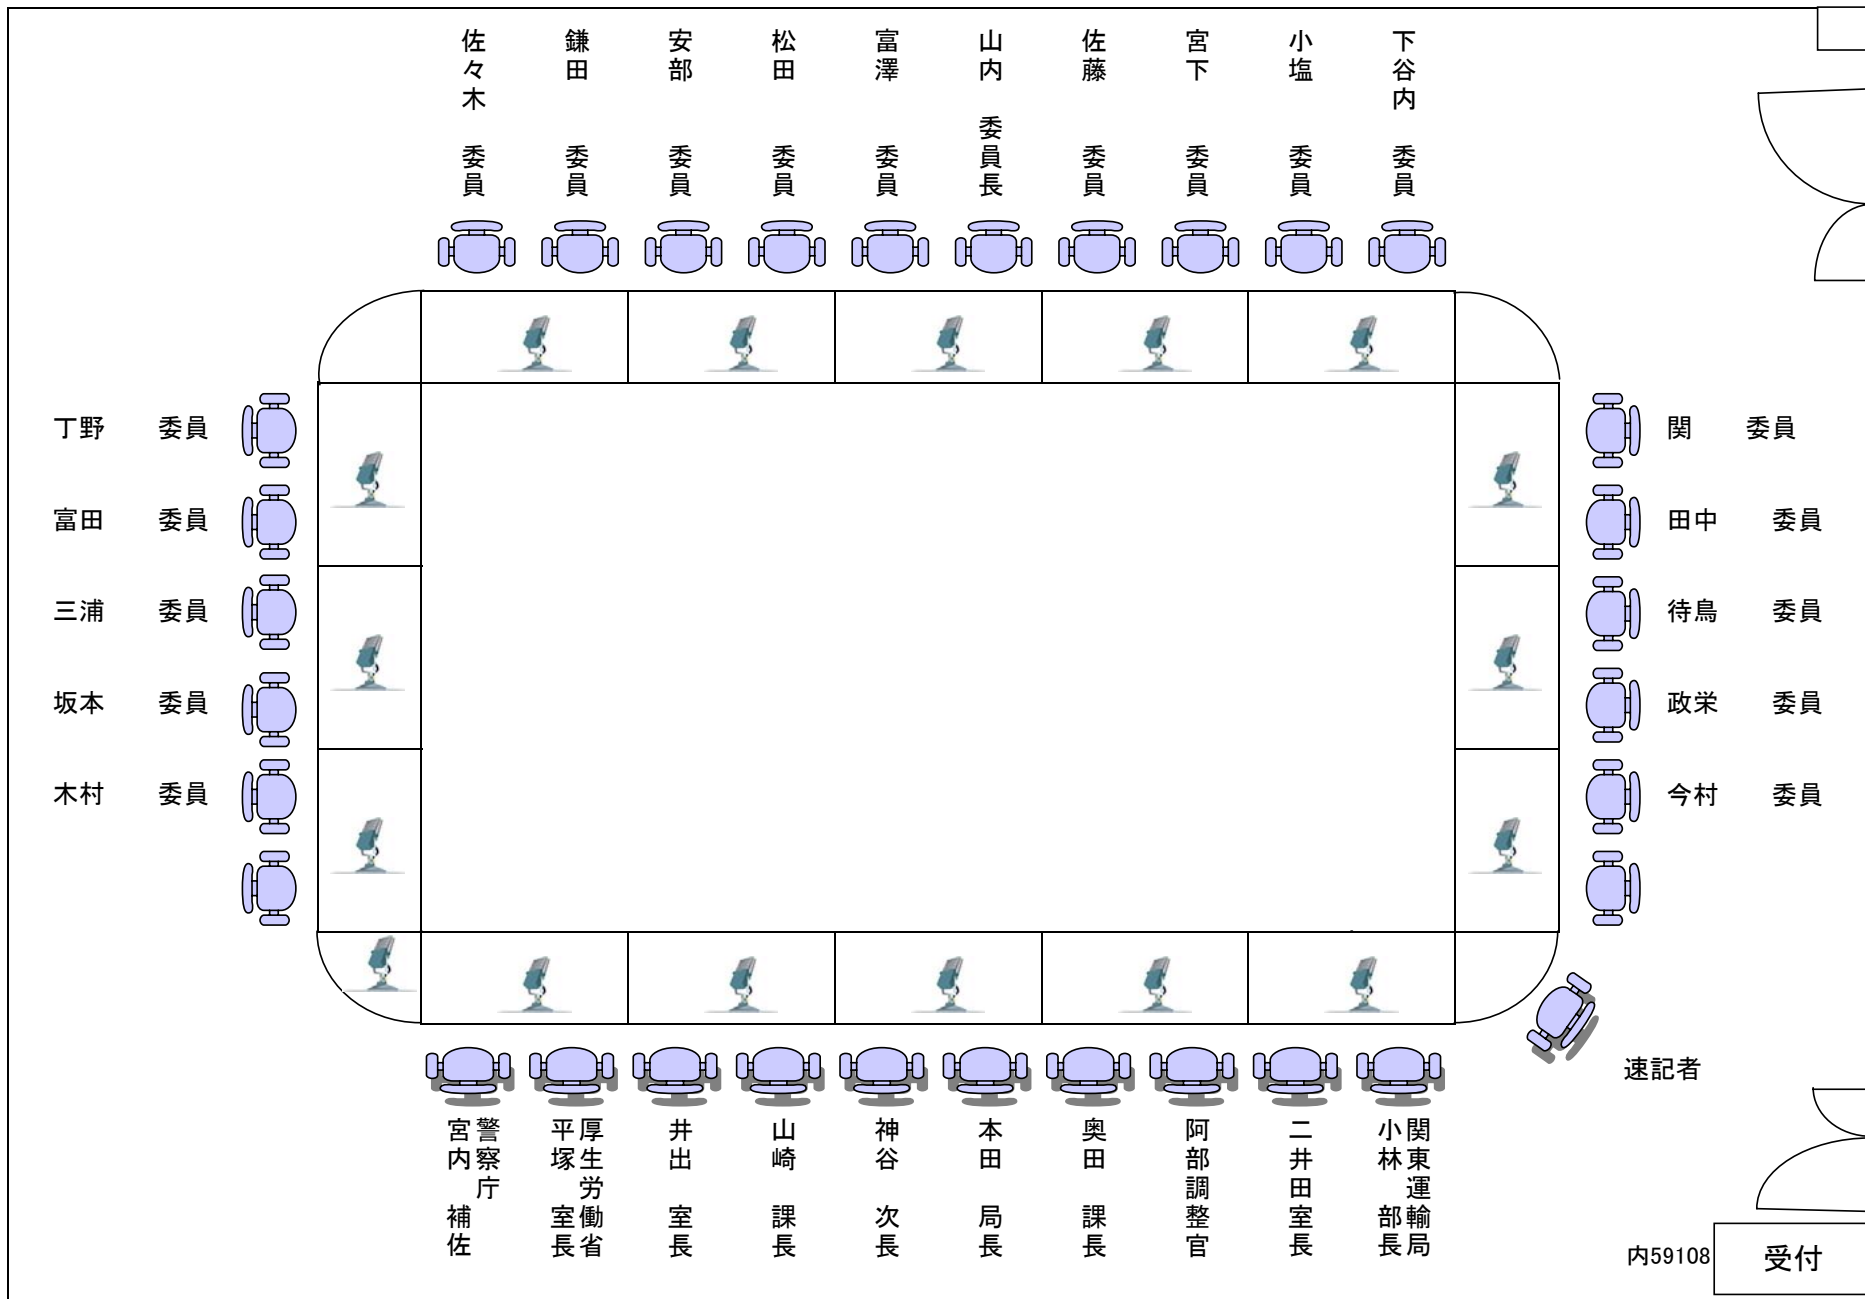 佐々木 委員
鎌田 委員
安部 委員
松田 委員
富澤 委員
山内 委員長
佐藤 委員
宮下 委員
小塩 委員
下谷内 委員
丁野 委員
富田 委員
三浦 委員
坂本 委員
木村 委員
関 委員
田中 委員
待鳥 委員
政栄 委員
今村 委員
速記者
警察庁
宮内 補佐
厚生労働省
平塚 室長
井出 室長
山崎 課長
神谷 次長
本田 局長
奥田 課長
阿部調整官
二井田室長
関東運輸局
小林 部長
内59108
受付